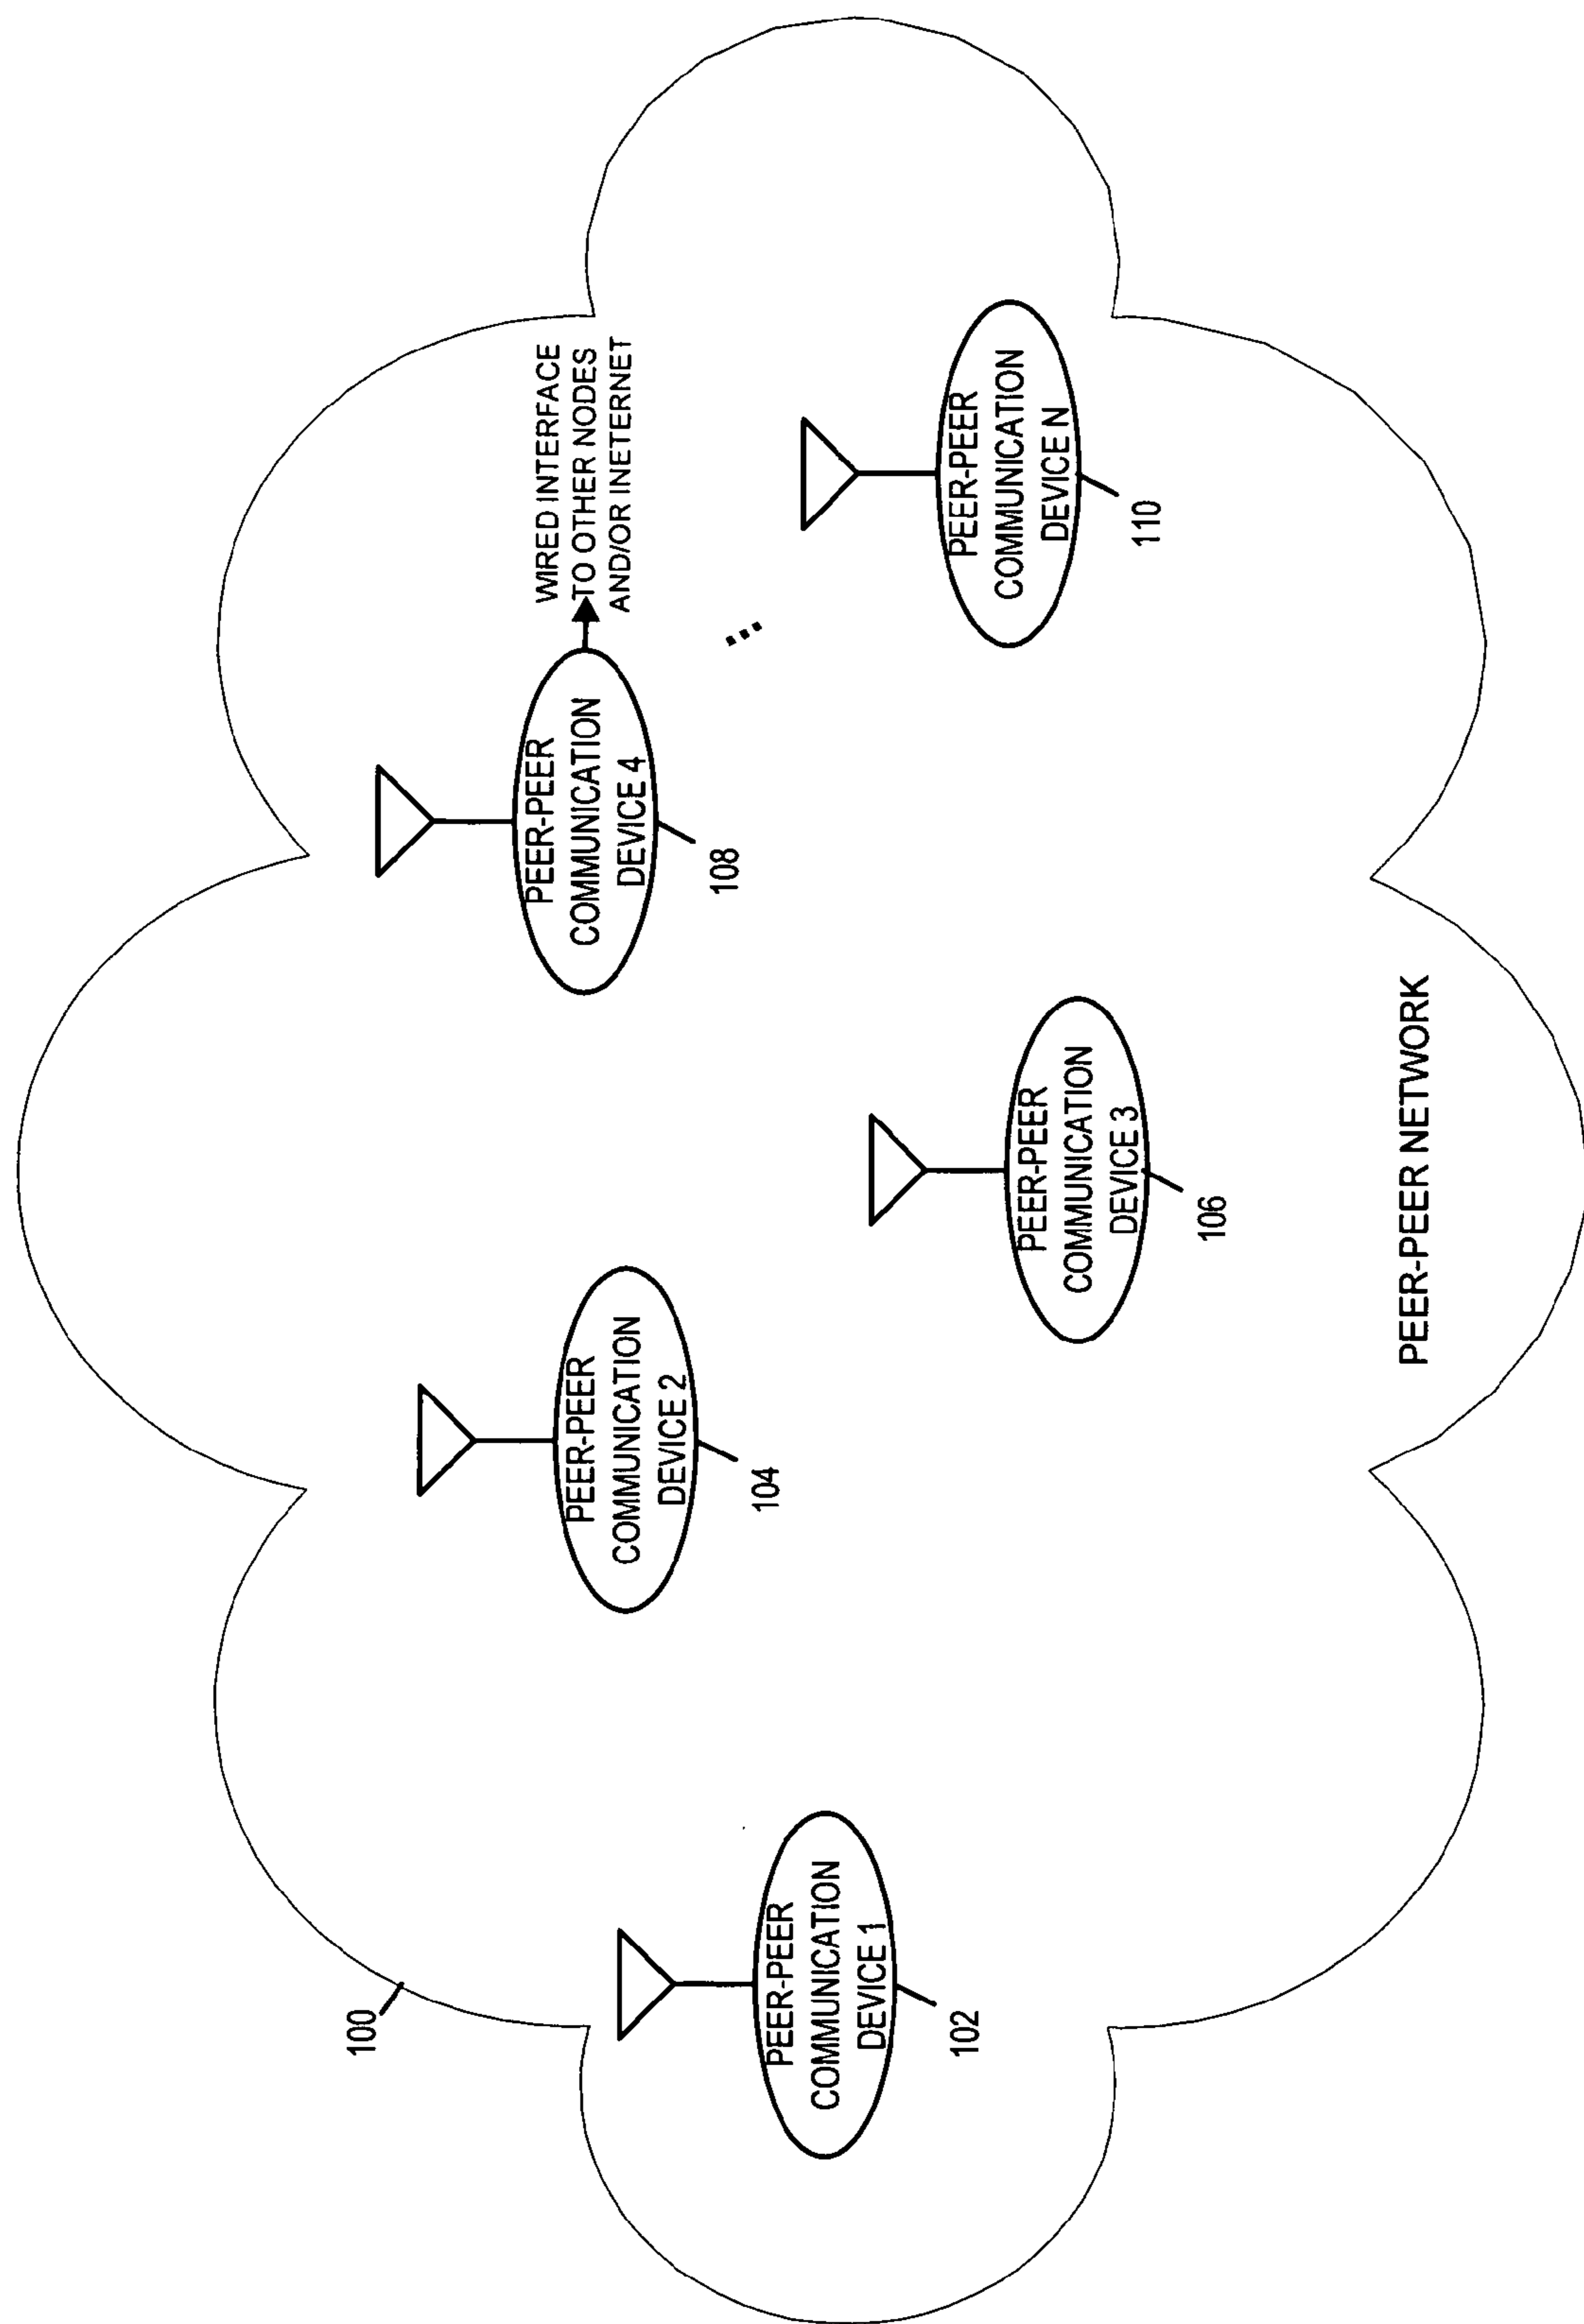 100
PEER-PEER
COMMUNICATION
DEVICE 1
102
PEER-PEER
COMMUNICATION
DEVICE 2
104
PEER-PEER
COMMUNICATION
DEVICE 3
106
PEER-PEER
COMMUNICATION
DEVICE 4
108
WIRED INTERFACE
TO OTHER NODES
AND/OR INETERNET
PEER-PEER
COMMUNICATION
DEVICE N
110
PEER-PEER NETWORK